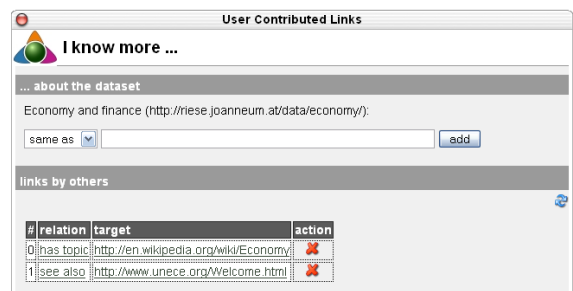 User Contributed Links
I know more ...
... about the dataset
Economy and finance (http://riese.joanneum.at/data/economy/):
same as add
links by others
# relation target action
0 has topic http://en.wikipedia.org/wiki/Economy
1 see also http://www.unece.org/Welcome.html